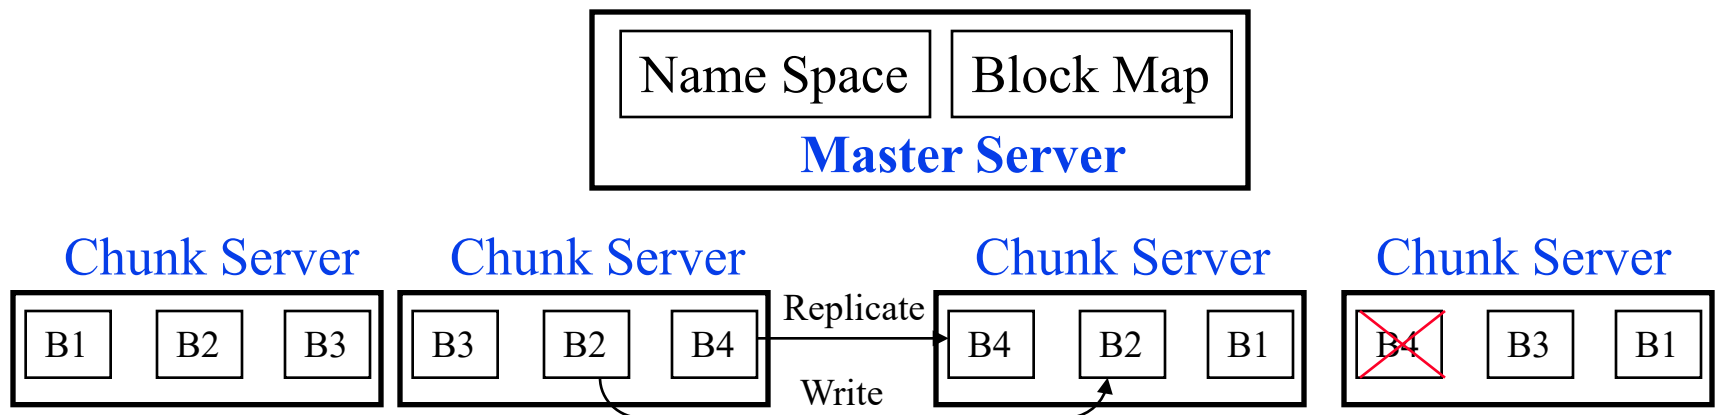 Name Space Block Map
Master Server
Chunk Server Chunk Server Chunk Server Chunk Server
Replicate
B1 B2 B3 B3 B2 B4 B4 B2 B1 B4 B3 B1
Write